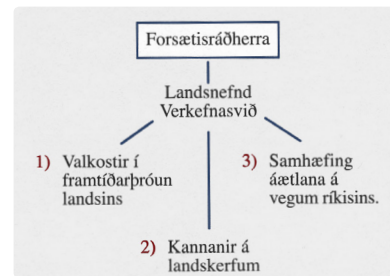 Forsætisráðherra
Landsnefnd
Verkefnasvið
1) Valkostir í
framtíðarþróun
landsins
2) Kannanir á
landskerfum
3) Samhæfing
áætlana á
vegum ríkisins.